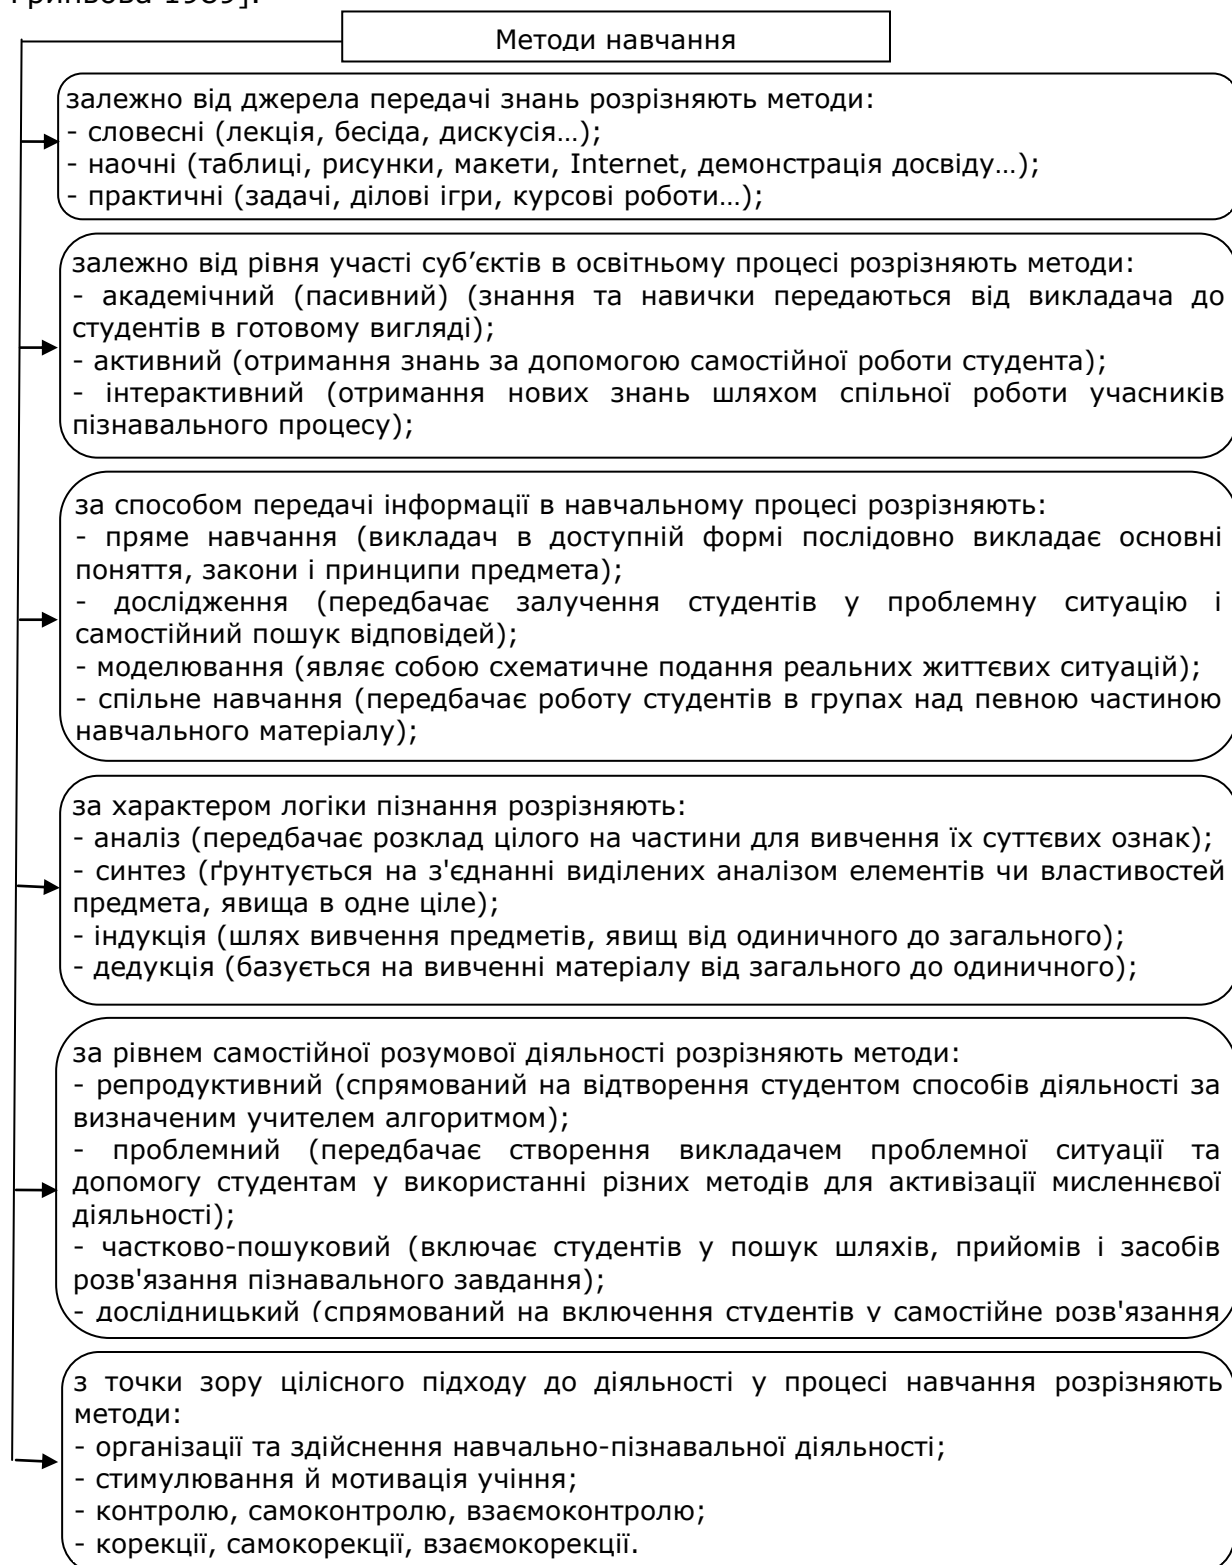 Гриньова 1989].
Методи навчання
залежно від джерела передачі знань розрізняють методи:
- словесні (лекція, бесіда, дискусія…);
- наочні (таблиці, рисунки, макети, Internet, демонстрація досвіду…);
- практичні (задачі, ділові ігри, курсові роботи…);
залежно від рівня участі суб’єктів в освітньому процесі розрізняють методи:
- академічний (пасивний) (знання та навички передаються від викладача до
студентів в готовому вигляді);
- активний (отримання знань за допомогою самостійної роботи студента);
- інтерактивний (отримання нових знань шляхом спільної роботи учасників
пізнавального процесу);
за способом передачі інформації в навчальному процесі розрізняють:
- пряме навчання (викладач в доступній формі послідовно викладає основні
поняття, закони і принципи предмета);
- дослідження (передбачає залучення студентів у проблемну ситуацію і
самостійний пошук відповідей);
- моделювання (являє собою схематичне подання реальних життєвих ситуацій);
- спільне навчання (передбачає роботу студентів в групах над певною частиною
навчального матеріалу);
за характером логіки пізнання розрізняють:
- аналіз (передбачає розклад цілого на частини для вивчення їх суттєвих ознак);
- синтез (ґрунтується на з'єднанні виділених аналізом елементів чи властивостей
предмета, явища в одне ціле);
- індукція (шлях вивчення предметів, явищ від одиничного до загального);
- дедукція (базується на вивченні матеріалу від загального до одиничного);
за рівнем самостійної розумової діяльності розрізняють методи:
- репродуктивний (спрямований на відтворення студентом способів діяльності за
визначеним учителем алгоритмом);
- проблемний (передбачає створення викладачем проблемної ситуації та
допомогу студентам у використанні різних методів для активізації мисленнєвої
діяльності);
- частково-пошуковий (включає студентів у пошук шляхів, прийомів і засобів
розв'язання пізнавального завдання);
- дослідницький (спрямований на включення студентів у самостійне розв'язання
з точки зору цілісного підходу до діяльності у процесі навчання розрізняють
методи:
- організації та здійснення навчально-пізнавальної діяльності;
- стимулювання й мотивація учіння;
- контролю, самоконтролю, взаємоконтролю;
- корекції, самокорекції, взаємокорекції.